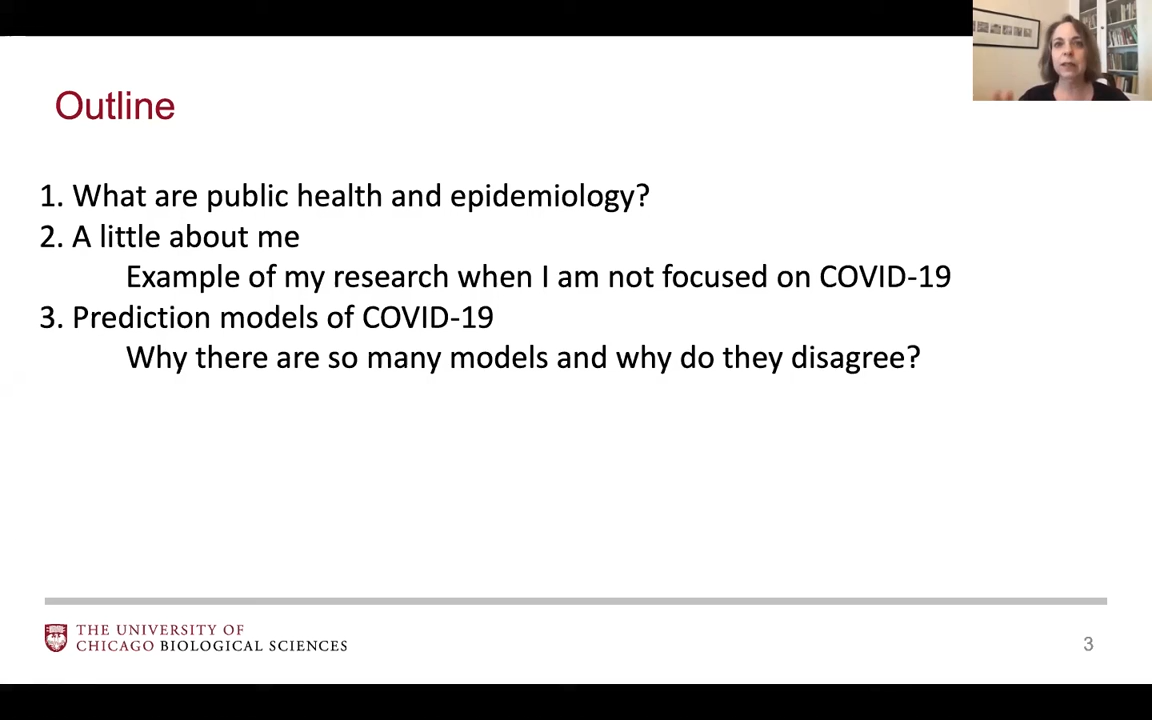 Outline
1. What are public health and epidemiology?
2. A little about me
Example of my research when I am not focused on COVID-19
3. Prediction models of COVID-19
Why there are so many models and why do they disagree?
THE UNIVERSITY OF
CHICAGO BIOLOGICAL SCIENCES
3